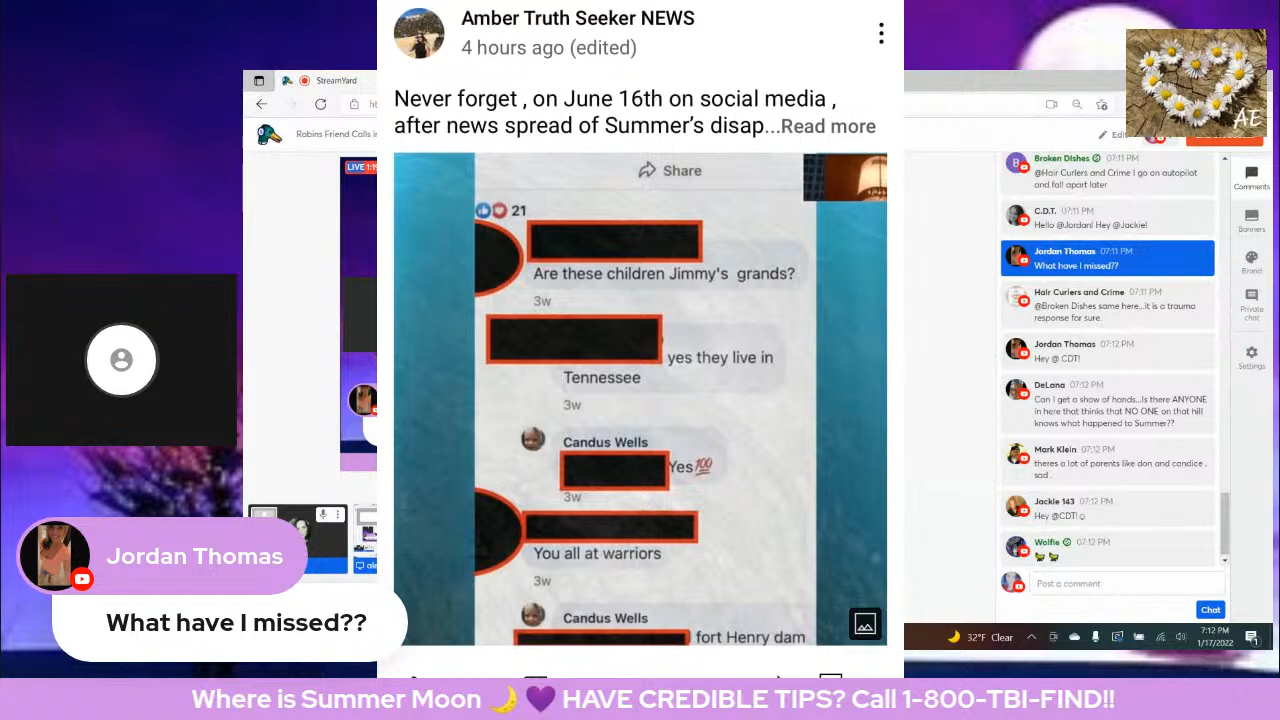 Amber Truth Seeker NEWS
4 hours ago (edited)
Never forget , on June 16th on social media ,
after news spread of Summer’s disap...Read more
Share
21
Are these children Jimmy's grands?
3w
yes they live in
Tennessee
3w
Candus Wells
Yes💯
3w
You all at warriors
3w
Candus Wells
fort Henry dam
StreamYard
Robins Friend Calls in
LIVE
AE
Broken Dishes 07:11 PM
@Hair Curlers and Crime I go on autopilot
and fall apart later
C.D.T. 07:11 PM
Hello @Jordan! Hey @Jackie!
Jordan Thomas 07:11 PM
What have I missed??
Hair Curlers and Crime 07:11 PM
@Broken Dishes same here...it is a trauma
response for sure.
Jordan Thomas 07:12 PM
Hey @ CDT!
DeLana 07:12 PM
Can I get a show of hands...Is there ANYONE
in here that thinks that NO ONE on that hill
knows what happened to Summer??
Mark Klein 07:12 PM
theres a lot of parents like don and candice .
sad .
Jackie 143 07:12 PM
Hey @CDT!☺
Wolfie 07:12 PM
Post a comment
Chat
Comments
Banners
Brand
Private
chat
Settings
32°F Clear
7:12 PM
1/17/2022
Jordan Thomas
What have I missed??
Where is Summer Moon 🌙 💜 HAVE CREDIBLE TIPS? Call 1-800-TBI-FIND!!